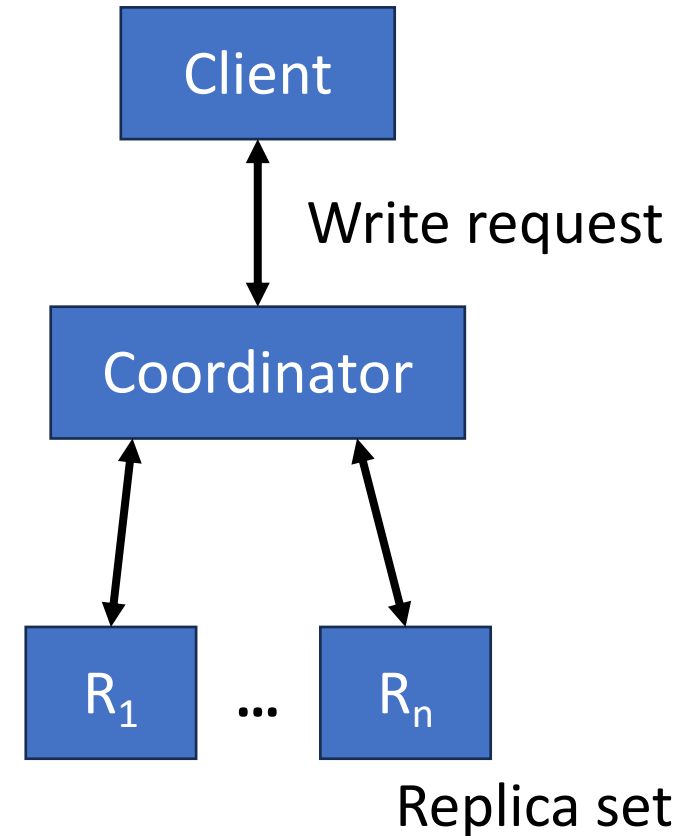 Client
Write request
Coordinator
R₁ ... Rₙ
Replica set